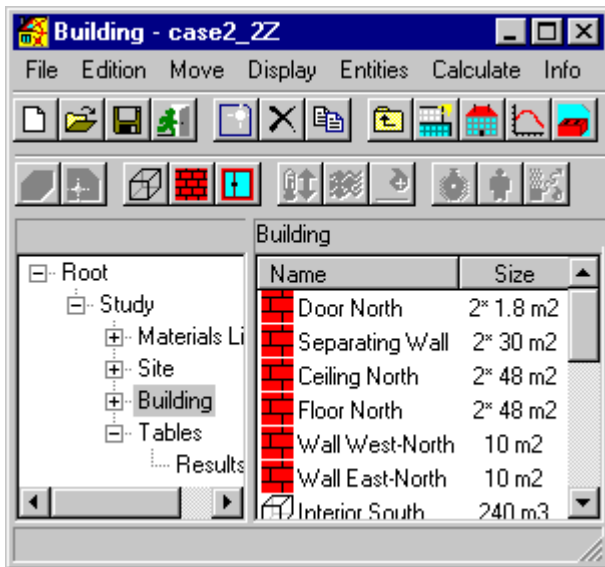 Building - case2_2Z
File Edition Move Display Entities Calculate Info
Building
Root
Study
Materials Li
Site
Building
Tables
Results
Name Size
Door North 2* 1.8 m2
Separating Wall 2* 30 m2
Ceiling North 2* 48 m2
Floor North 2* 48 m2
Wall West-North 10 m2
Wall East-North 10 m2
Interior South 240 m3